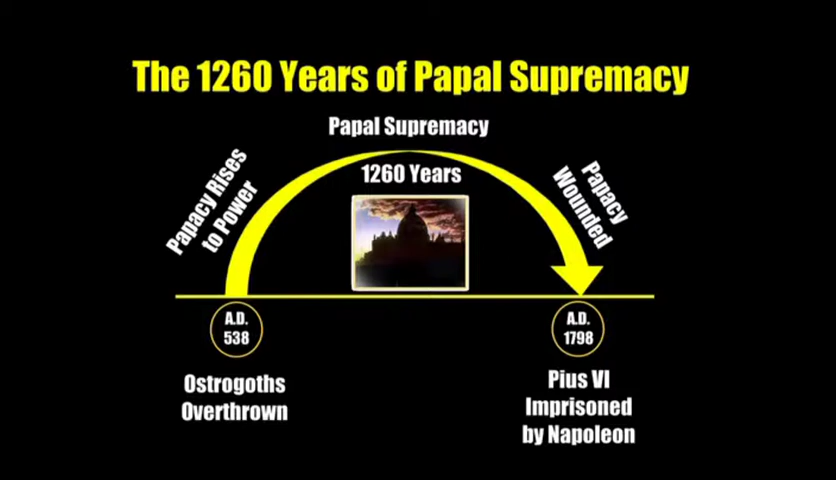 The 1260 Years of Papal Supremacy
Papal Supremacy
1260 Years
Papacy Rises
to Power
Papacy
Wounded
A.D.
538
A.D.
1798
Ostrogoths
Overthrown
Pius VI
Imprisoned
by Napoleon